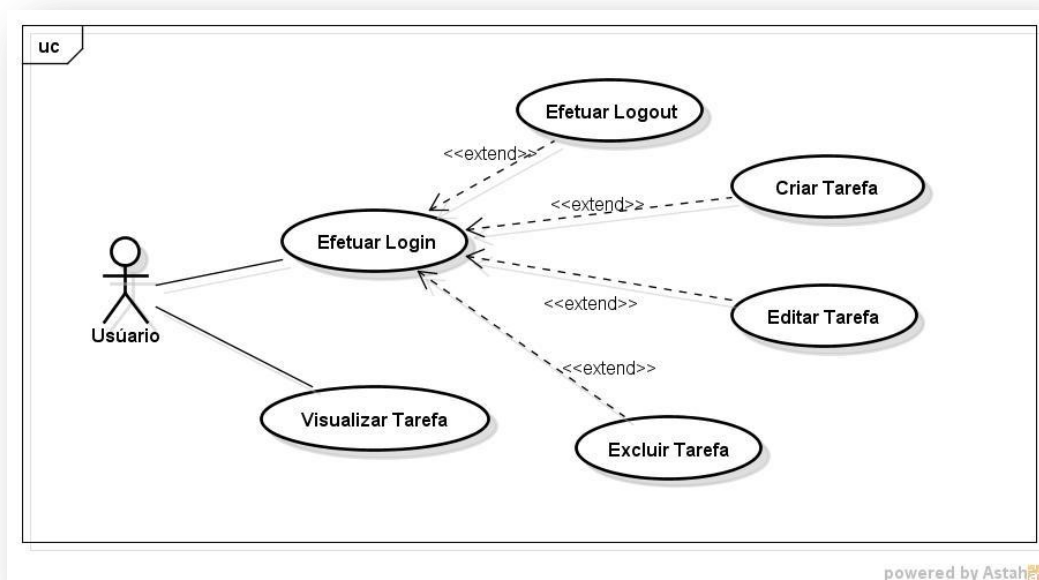 uc
Efetuar Logout
<<extend>>
Criar Tarefa
<<extend>>
Efetuar Login
<<extend>>
Editar Tarefa
Usúario
<<extend>>
Visualizar Tarefa
Excluir Tarefa
powered by Astah